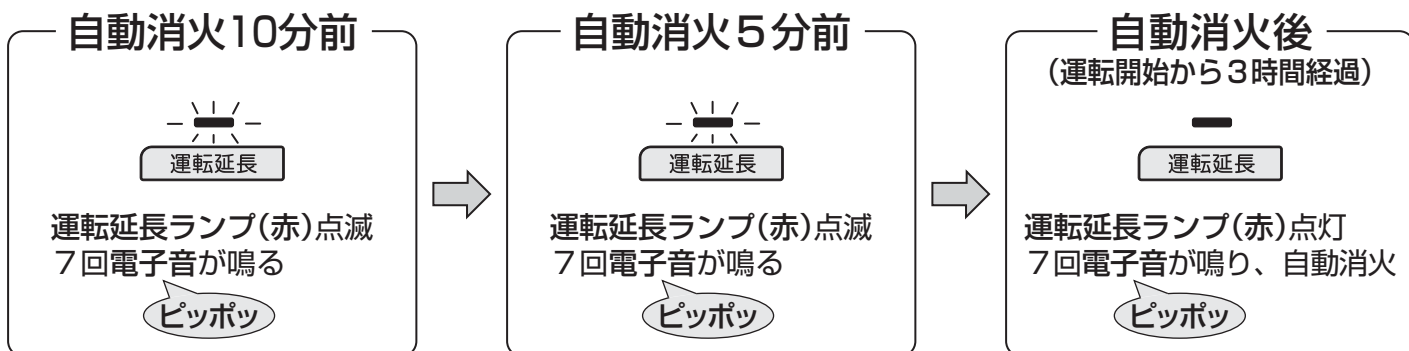 自動消火10分前
運転延長
運転延長ランプ(赤)点滅
7回電子音が鳴る
ピッポッ
自動消火5分前
運転延長
運転延長ランプ(赤)点滅
7回電子音が鳴る
ピッポッ
自動消火後
(運転開始から3時間経過)
運転延長
運転延長ランプ(赤)点灯
7回電子音が鳴り、自動消火
ピッポッ